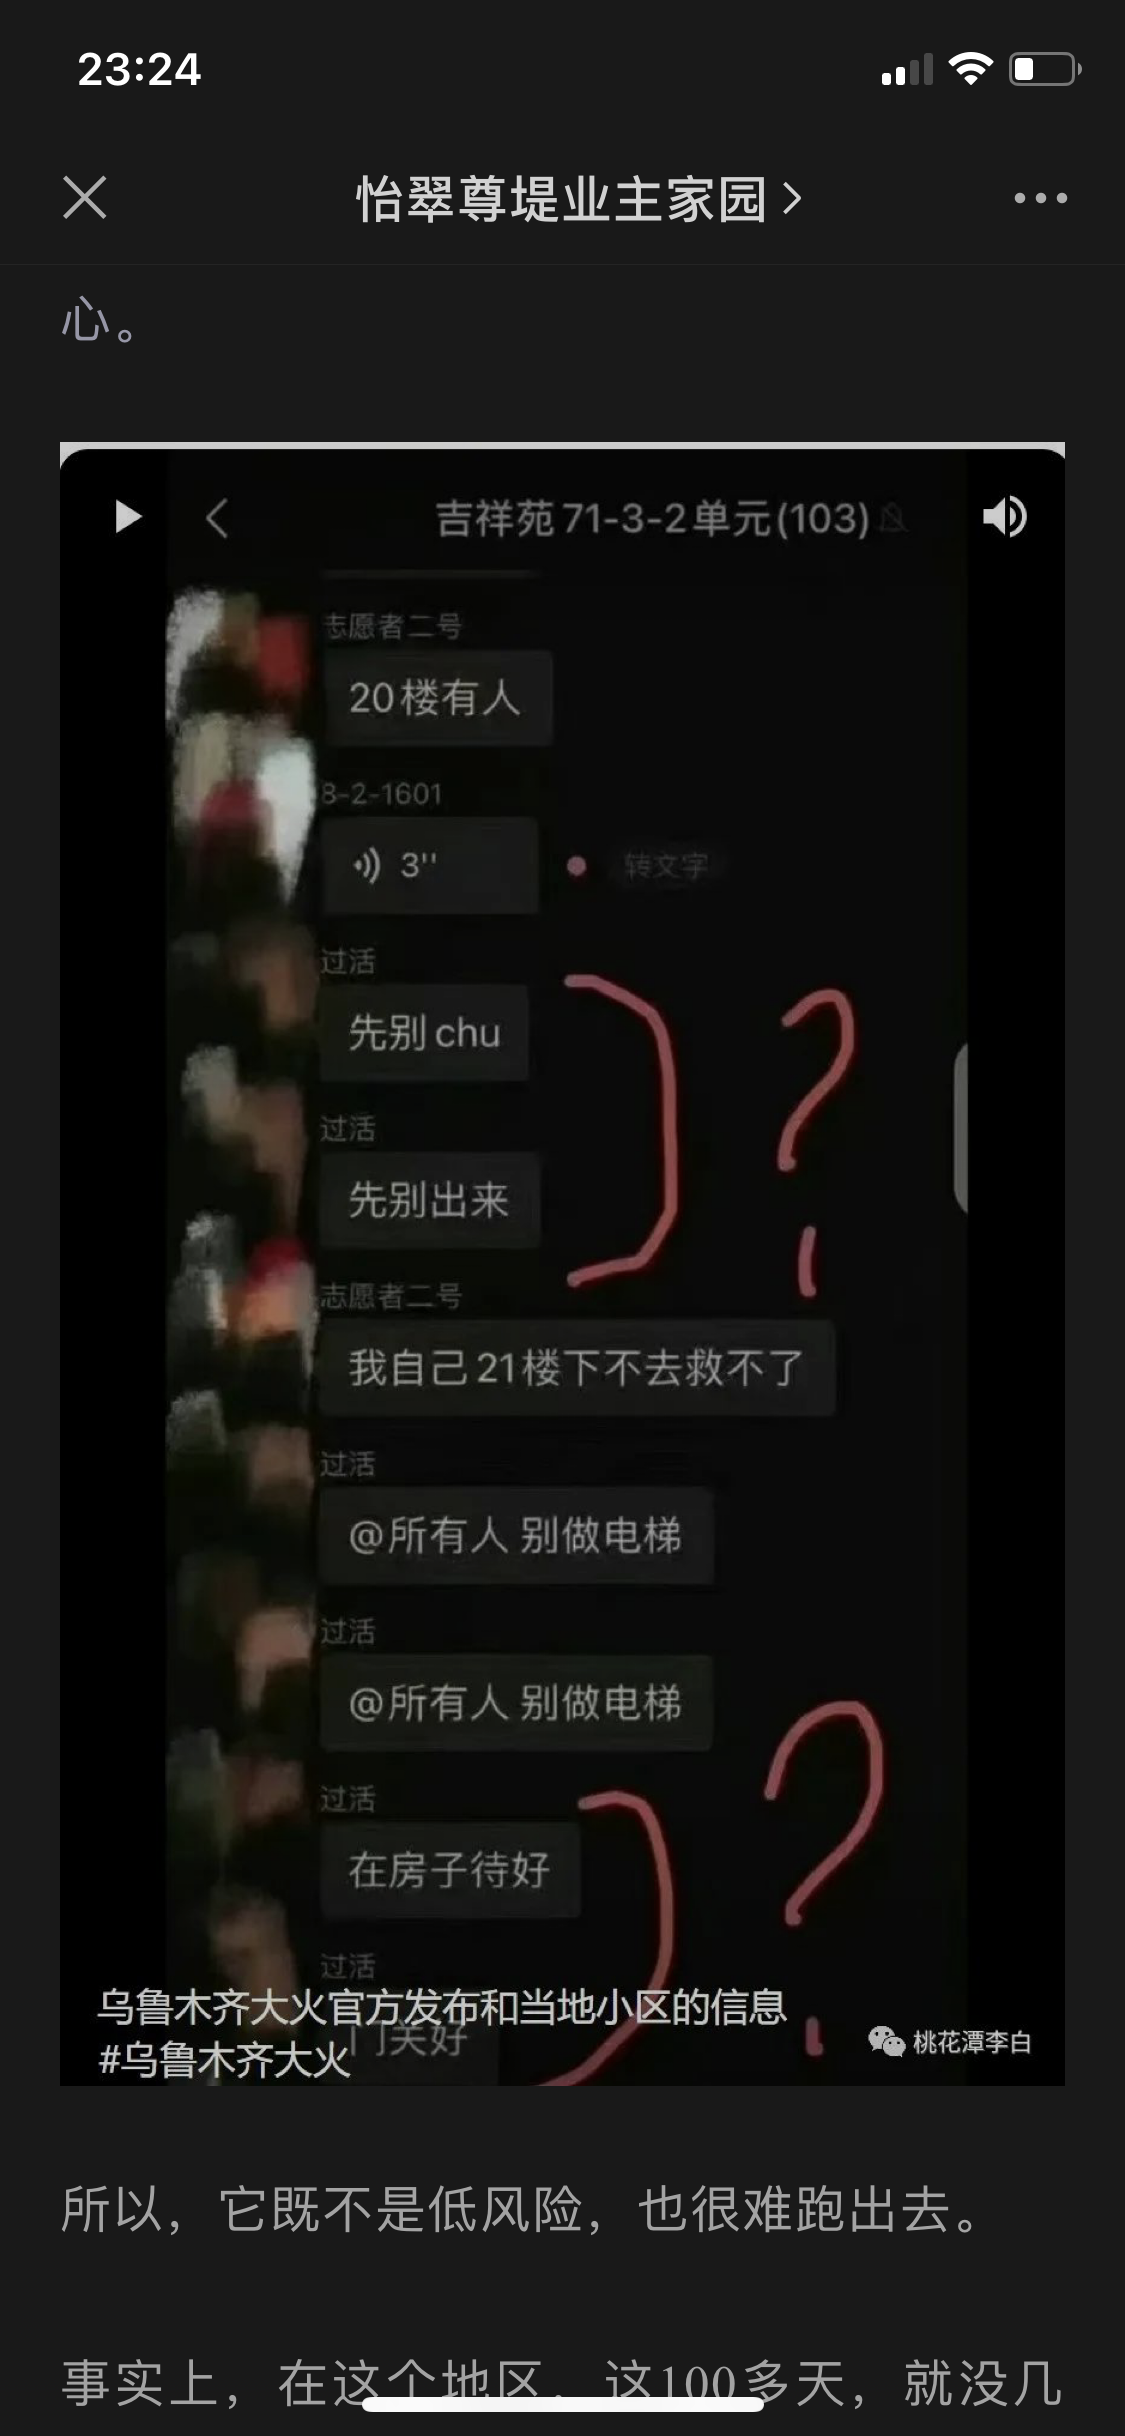 23:24
怡翠尊堤业主家园
心。
吉祥苑71-3-2单元(103)
志愿者二号
20楼有人
8-2-1601
3''
转文字
过活
先别chu
过活
先别出来
志愿者二号
我自己21楼下不去救不了
过活
@所有人 别做电梯
过活
@所有人 别做电梯
过活
在房子待好
过活
门关好
乌鲁木齐大火官方发布和当地小区的信息
#乌鲁木齐大火
桃花潭李白
所以，它既不是低风险，也很难跑出去。
事实上，在这个地区，这100多天，就没几